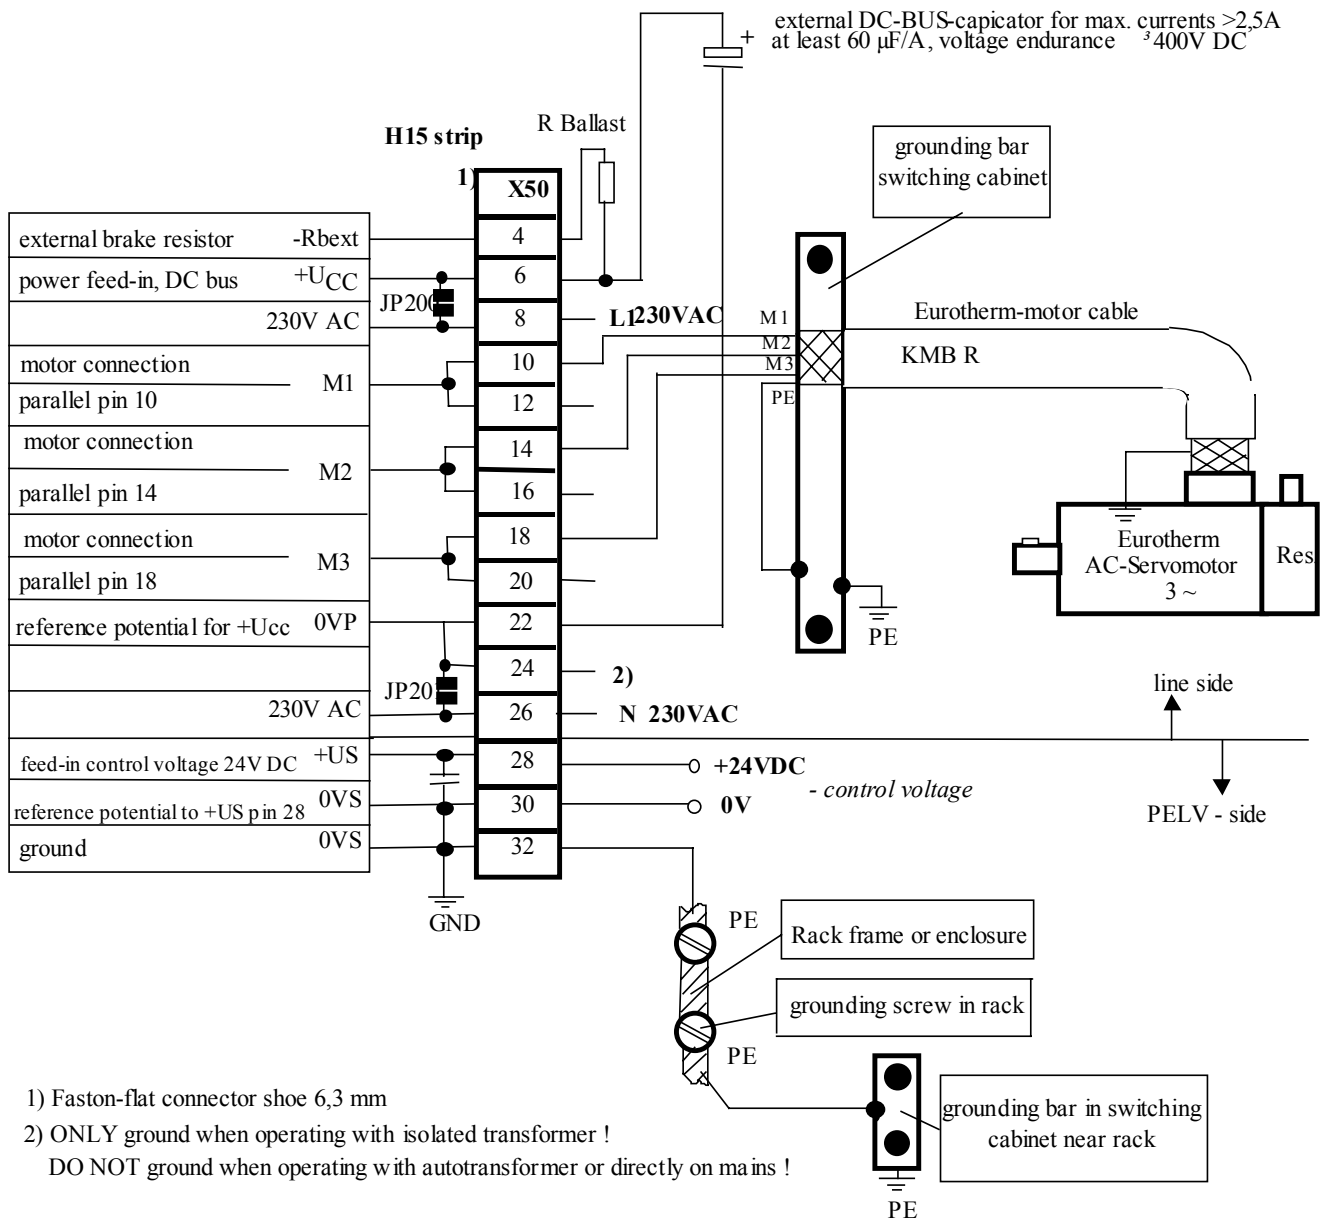 external DC-BUS-capicator for max. currents >2,5A
+ at least 60 µF/A, voltage endurance ³400V DC
R Ballast
H15 strip
1)
X50
grounding bar
switching cabinet
external brake resistor -Rbext 4
power feed-in, DC bus +UCC 6
JP200
230V AC 8 L1 230VAC
motor connection 10
M1
parallel pin 10 12
motor connection 14
M2
parallel pin 14 16
motor connection 18
M3
parallel pin 18 20
reference potential for +Ucc 0VP 22
24 2)
JP201
230V AC 26 N 230VAC
M1
M2
M3
PE
Eurotherm-motor cable
KMB R
Eurotherm
AC-Servomotor
3 ~
Res.
PE
line side
PELV - side
feed-in control voltage 24V DC +US 28 +24VDC
- control voltage
reference potential to +US pin 28 0VS 30 0V
ground 0VS 32
GND
PE
Rack frame or enclosure
grounding screw in rack
PE
grounding bar in switching
cabinet near rack
PE
1) Faston-flat connector shoe 6,3 mm
2) ONLY ground when operating with isolated transformer !
DO NOT ground when operating with autotransformer or directly on mains !